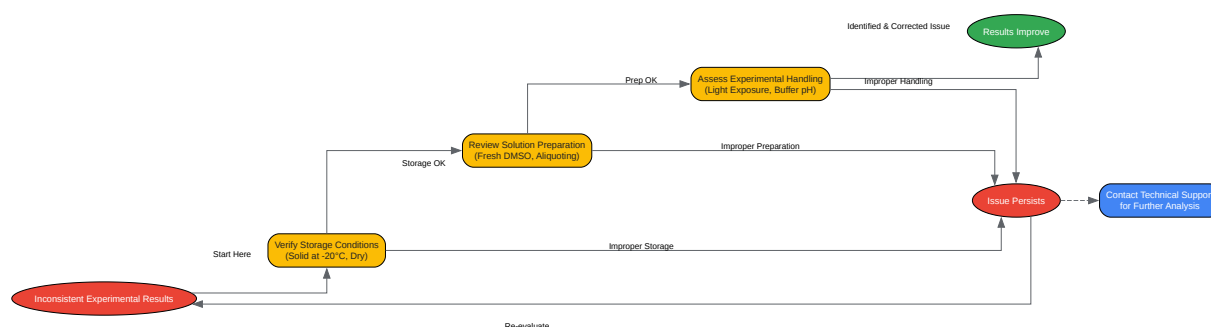 Identified & Corrected Issue
Results Improve
Prep OK
Assess Experimental Handling
(Light Exposure, Buffer pH)
Improper Handling
Storage OK
Review Solution Preparation
(Fresh DMSO, Aliquoting)
Improper Preparation
Issue Persists
Contact Technical Suppor
for Further Analysis
Start Here
Verify Storage Conditions
(Solid at -20°C, Dry)
Improper Storage
Inconsistent Experimental Results
Re-evaluate